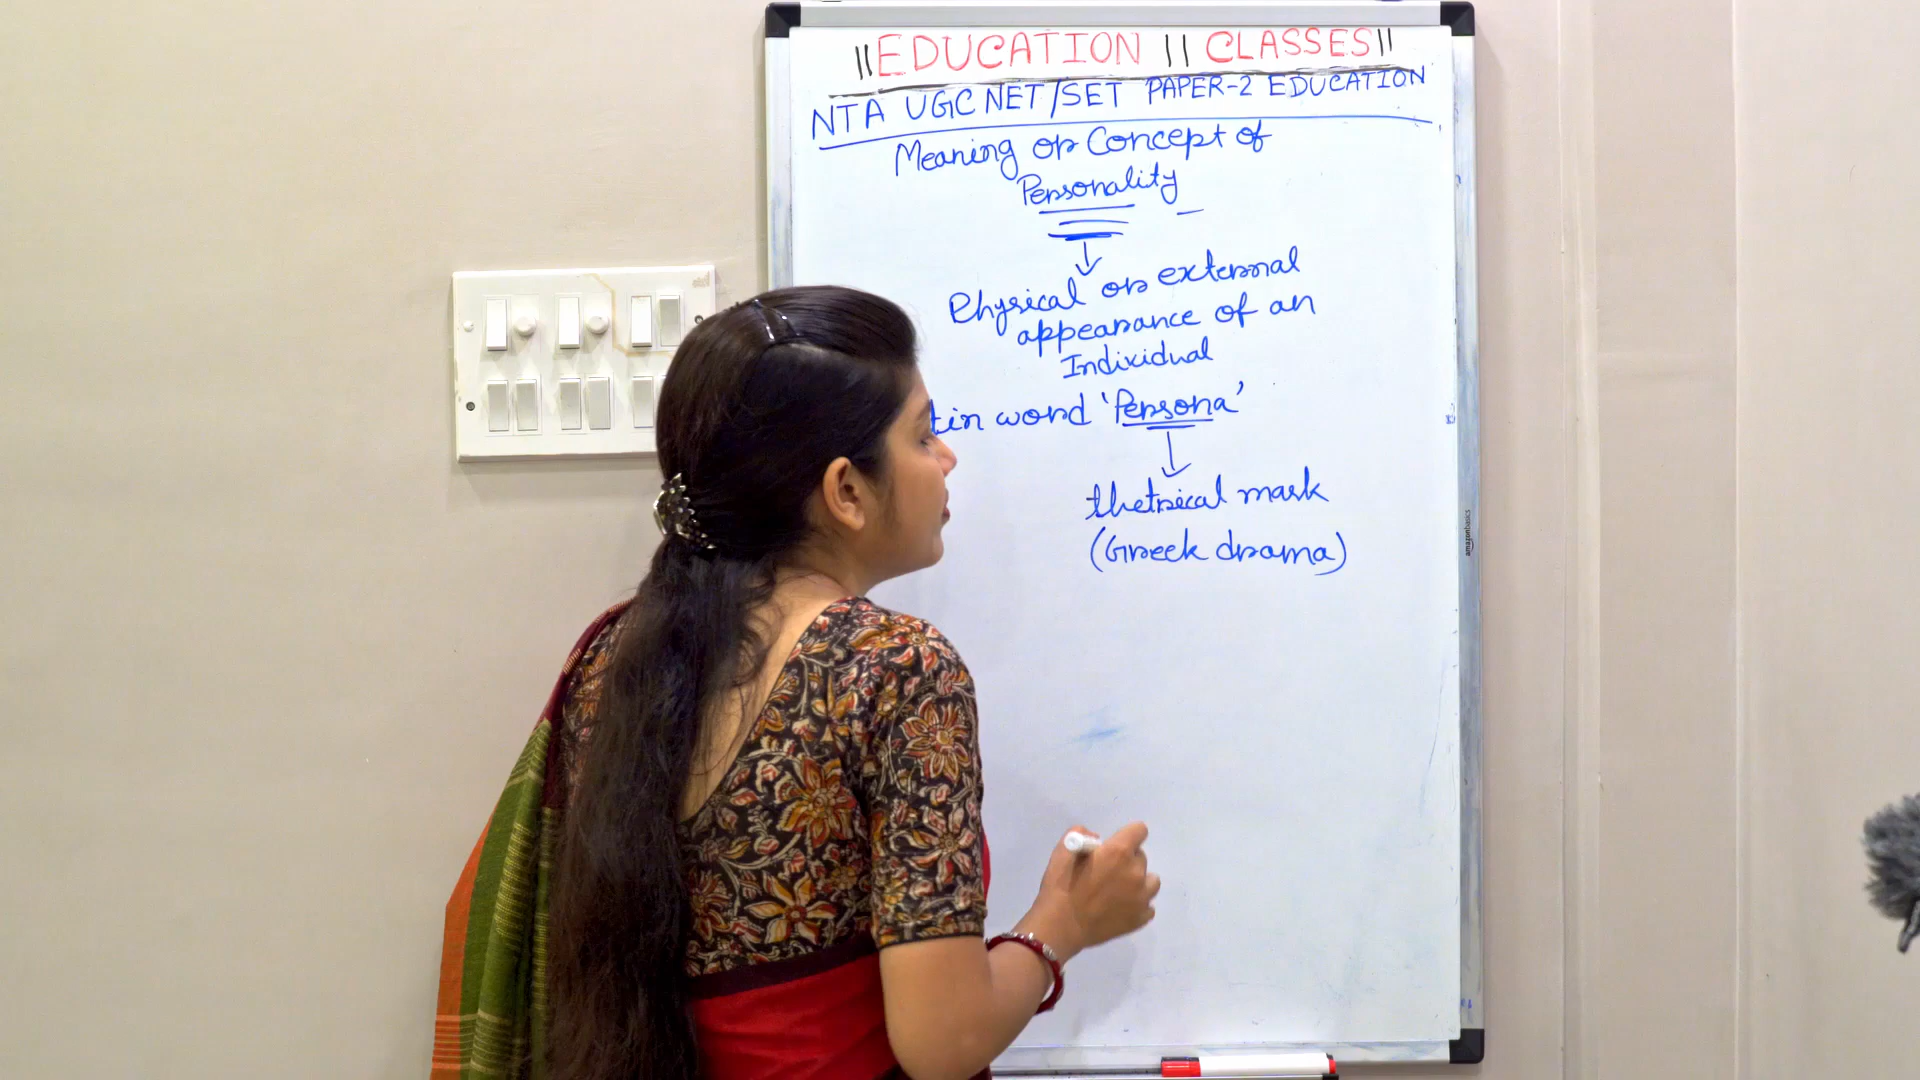 ||EDUCATION || CLASSES||
NTA UGC NET/SET PAPER-2 EDUCATION
Meaning or Concept of
Personality
Physical or external
appearance of an
Individual
tin word 'Persona'
thetrical mask
(Greek drama)
amazonbasics